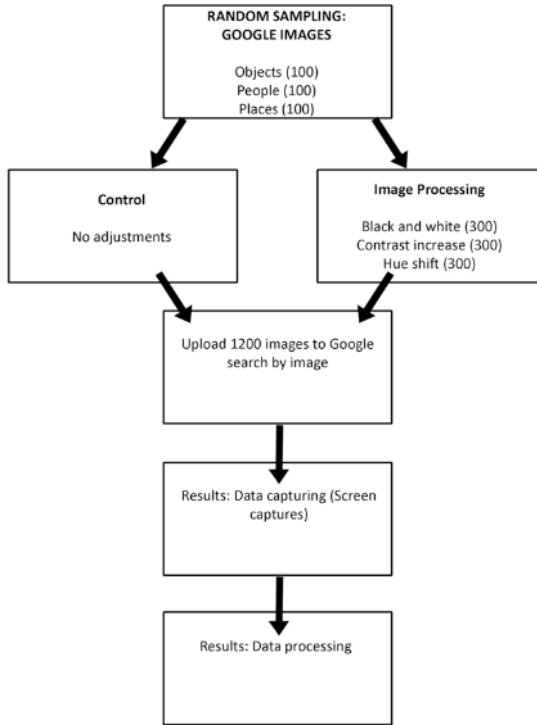 RANDOM SAMPLING:
GOOGLE IMAGES
Objects (100)
People (100)
Places (100)
Control
No adjustments
Image Processing
Black and white (300)
Contrast increase (300)
Hue shift (300)
Upload 1200 images to Google
search by image
Results: Data capturing (Screen
captures)
Results: Data processing